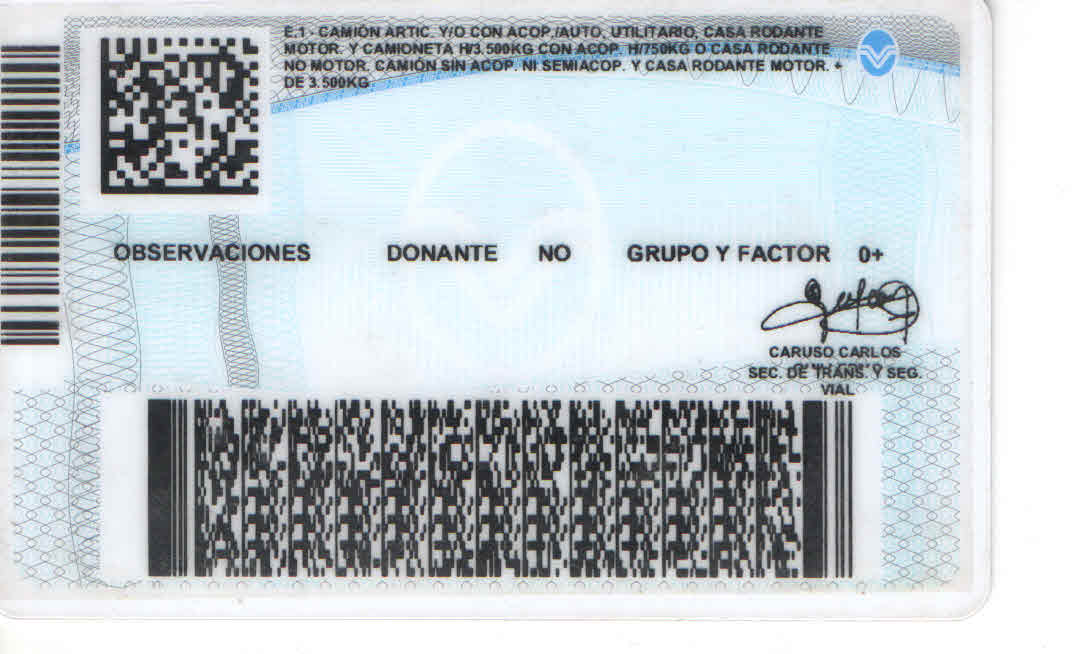 E.1 - CAMIÓN ARTIC. Y/O CON ACOP./AUTO, UTILITARIO, CASA RODANTE
MOTOR. Y CAMIONETA H/3.500KG CON ACOP. H/750KG O CASA RODANTE
NO MOTOR. CAMIÓN SIN ACOP. NI SEMIACOP. Y CASA RODANTE MOTOR. +
DE 3.500KG
OBSERVACIONES DONANTE NO GRUPO Y FACTOR 0+
CARUSO CARLOS
SEC. DE TRANS. Y SEG.
VIAL